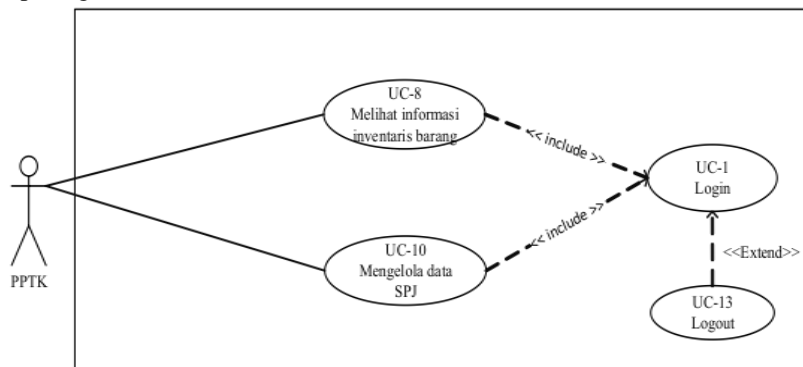 UC-8
Melihat informasi
inventaris barang
<< include >>
UC-1
Login
<< include >>
UC-10
Mengelola data
SPJ
<<Extend>>
UC-13
Logout
PPTK